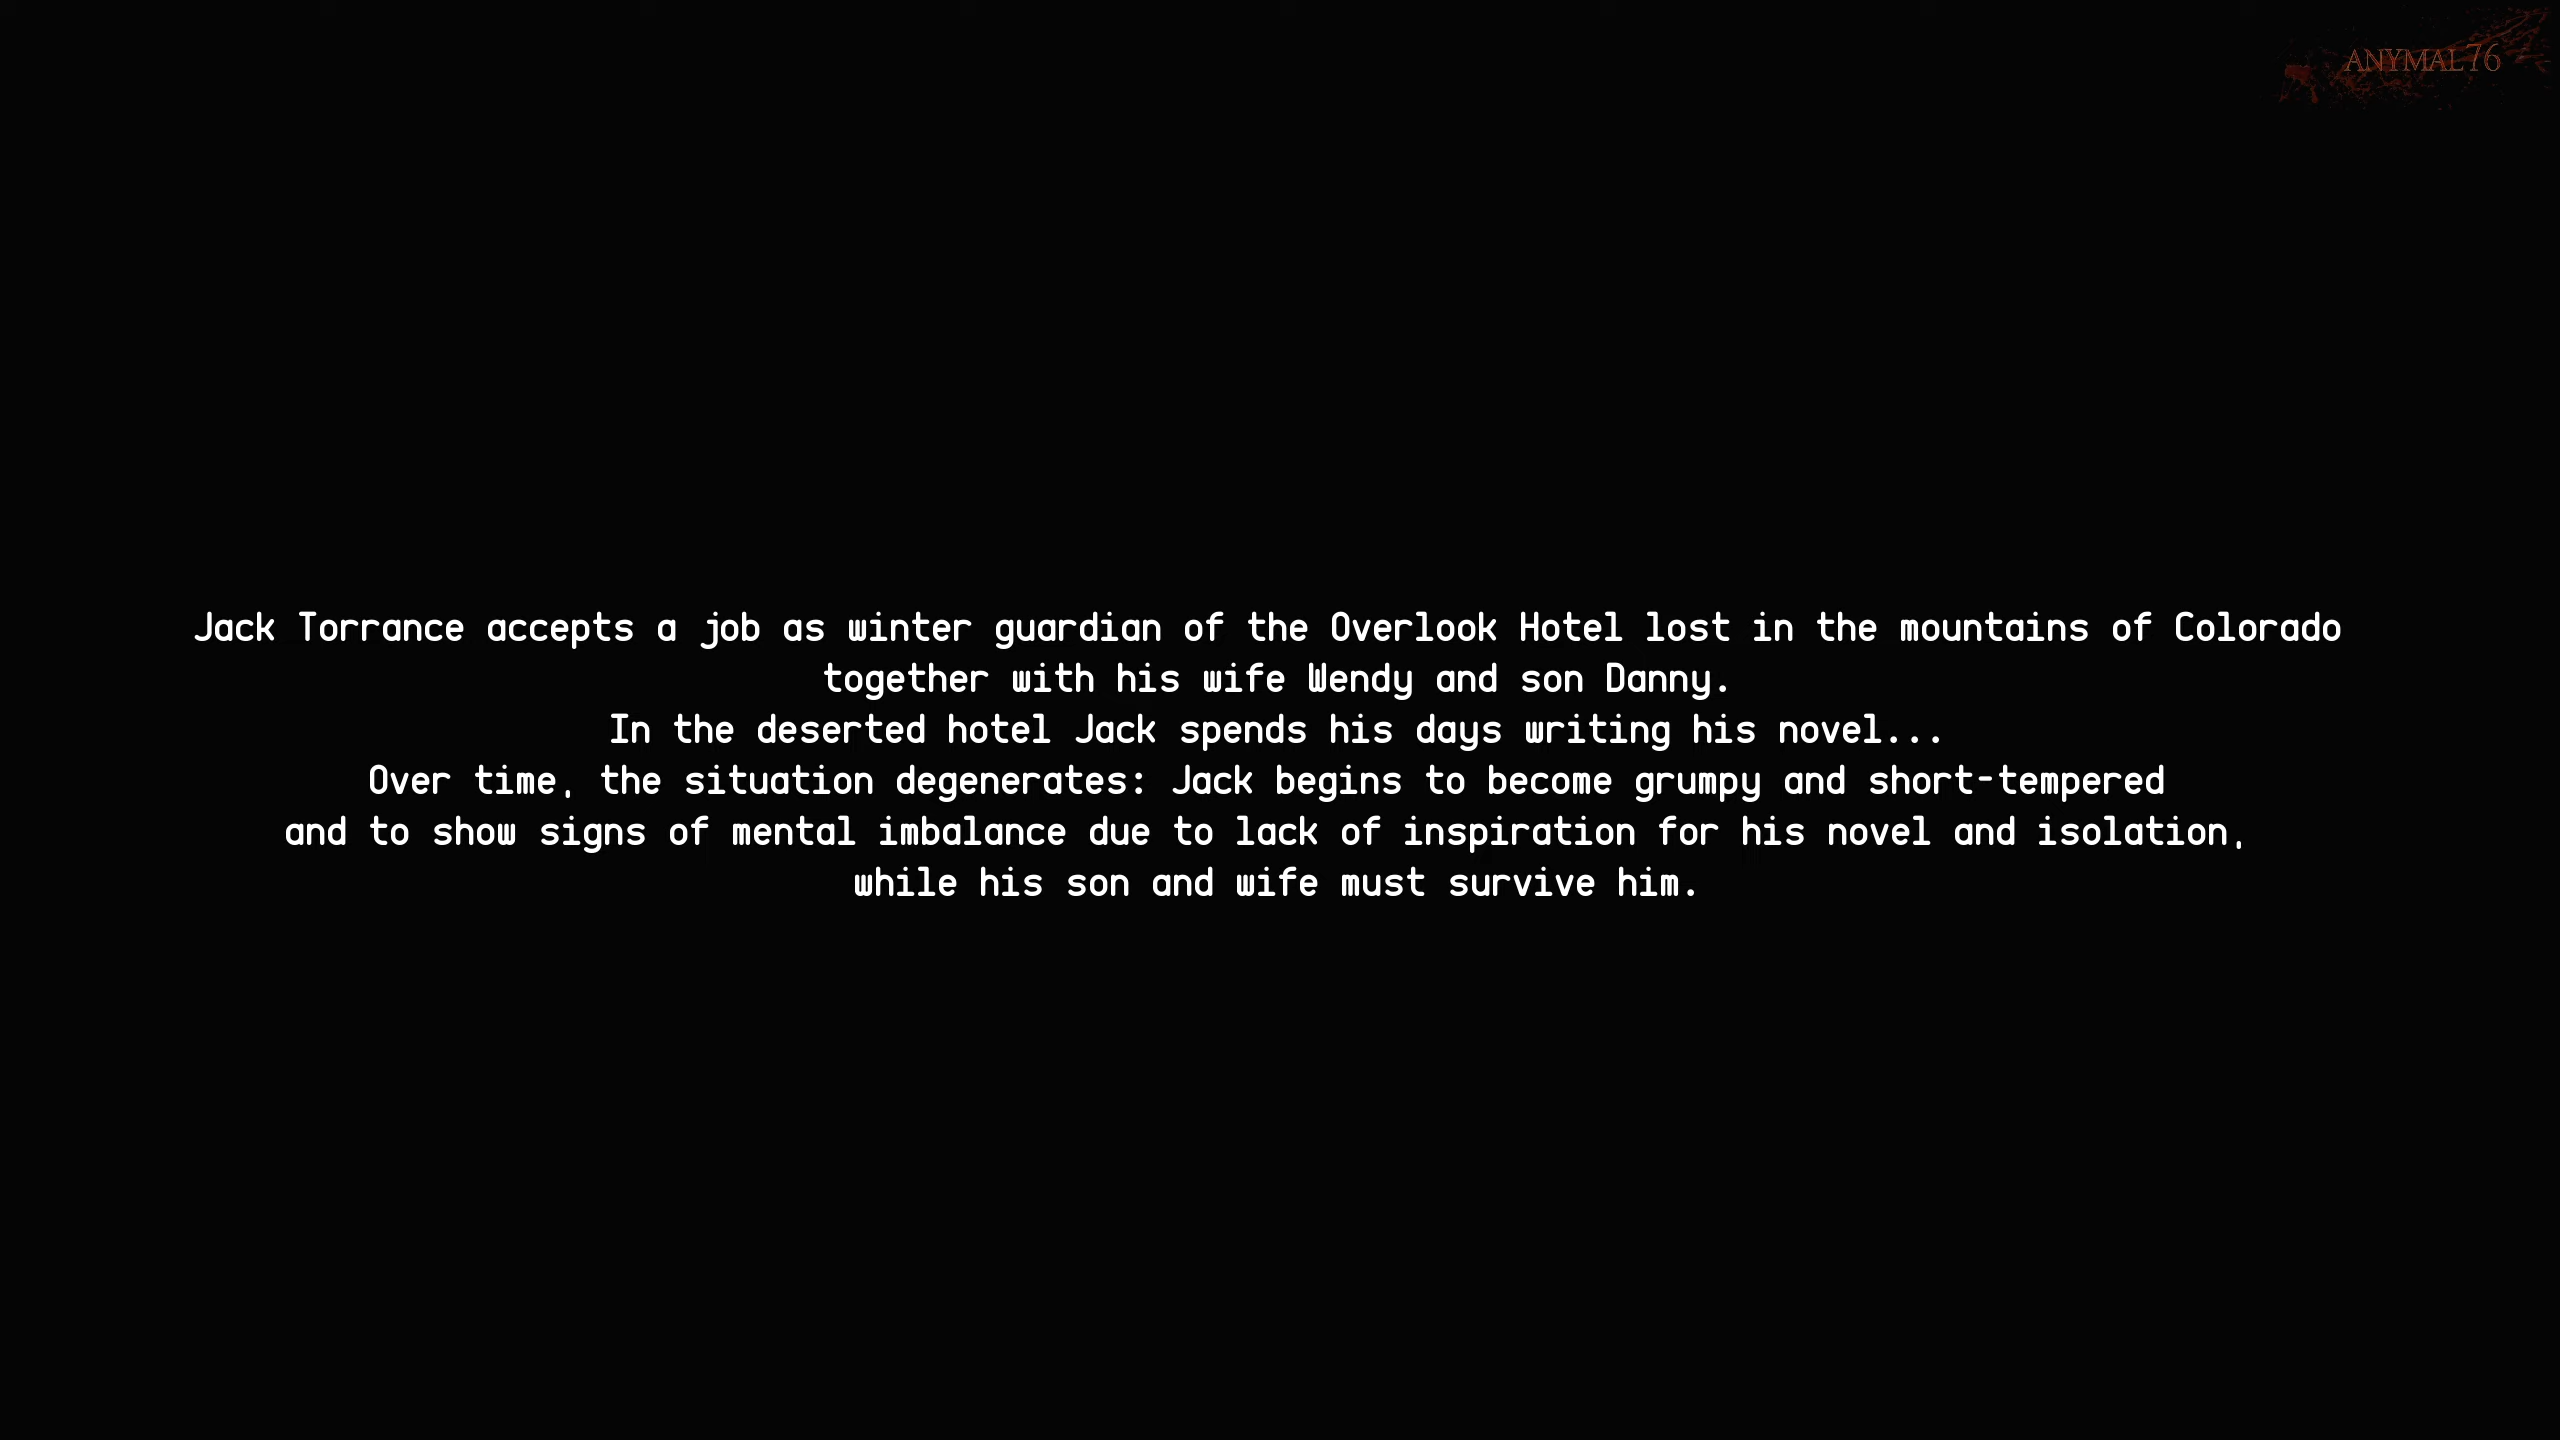 ANYMAL76
Jack Torrance accepts a job as winter guardian of the Overlook Hotel lost in the mountains of Colorado
together with his wife Wendy and son Danny.
In the deserted hotel Jack spends his days writing his novel...
Over time, the situation degenerates: Jack begins to become grumpy and short-tempered
and to show signs of mental imbalance due to lack of inspiration for his novel and isolation,
while his son and wife must survive him.